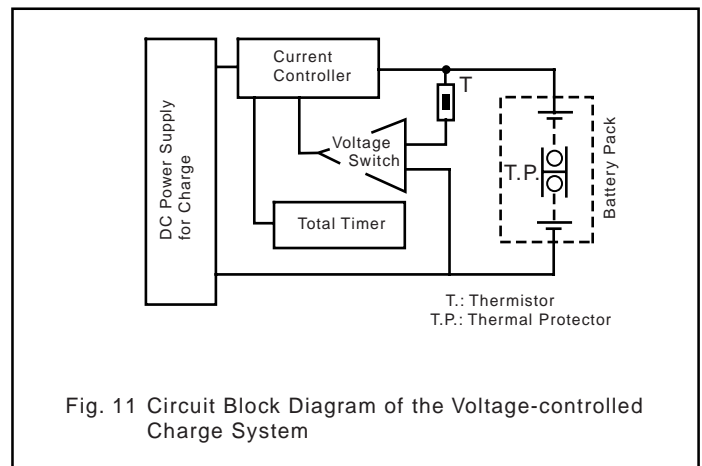 DC Power Supply
for Charge
Current
Controller
T
Voltage
Switch
Total Timer
T.P.
Battery Pack
T.: Thermistor
T.P.: Thermal Protector
Fig. 11 Circuit Block Diagram of the Voltage-controlled
Charge System